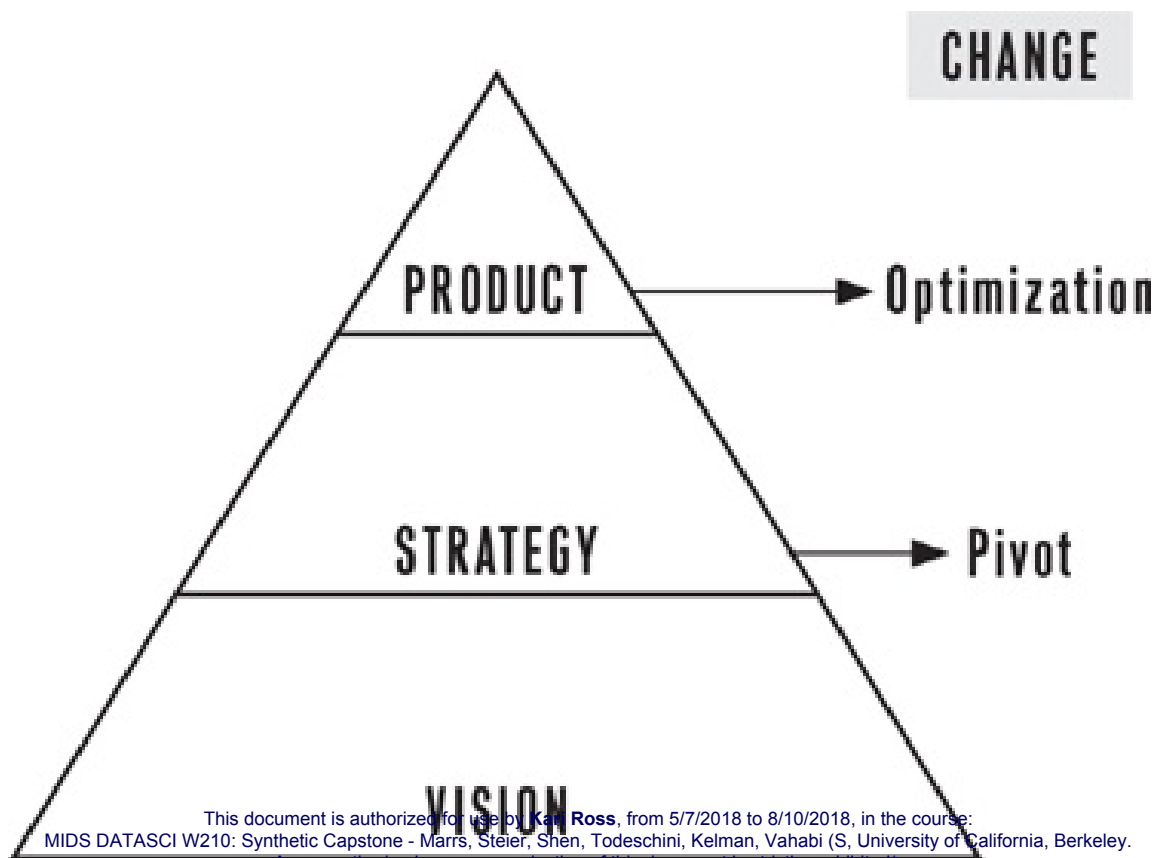 CHANGE
PRODUCT
Optimization
STRATEGY
Pivot
VISION
This document is authorized for use by Karl Ross, from 5/7/2018 to 8/10/2018, in the course:
MIDS DATASCI W210: Synthetic Capstone - Marrs, Steier, Shen, Todeschini, Kelman, Vahabi (S, University of California, Berkeley.